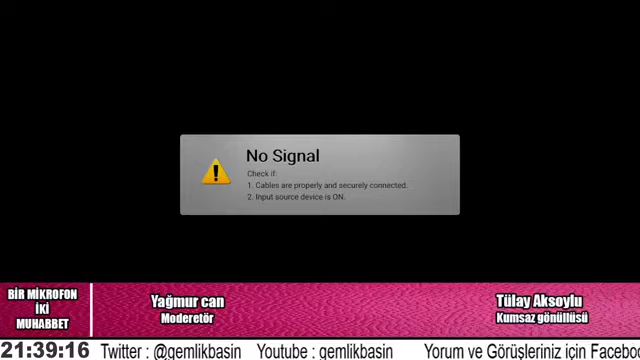 No Signal
Check if:
1. Cables are properly and securely connected.
2. Input source device is ON.
BİR MİKROFON
İKİ
MUHABBET
Yağmur can
Moderetör
Tülay Aksoylu
Kumsaz gönüllüsü
21:39:16 Twitter : @gemlikbasin Youtube : gemlikbasin Yorum ve Görüşleriniz için Facebo